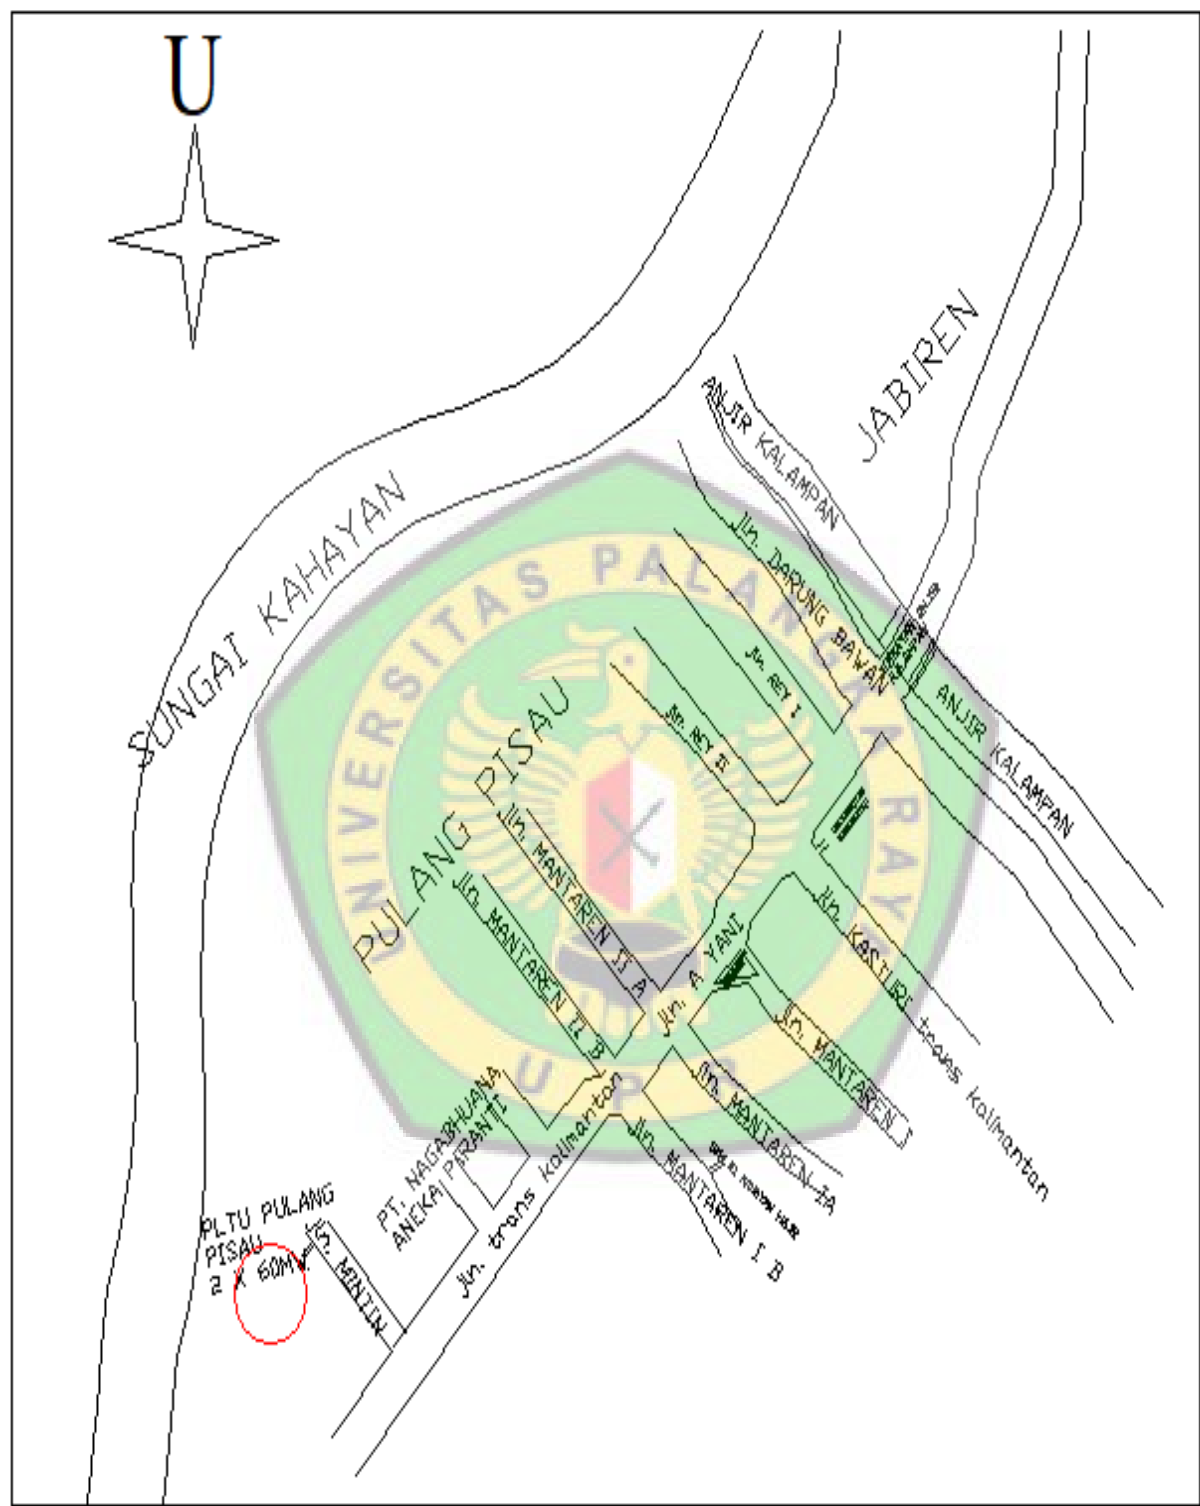 U
JABIREN
ANJIR KALAMPAN
SUNGAI KAHAYAN
jln. DARUNG BAWAN
jln. REY I
jln. REY II
ANJIR KALAMPAN
PULANG PISAU
jln. MANTAREN II A
jln. MANTAREN II B
jln. A YANI
jln. KASTURI
trans kalimantan
jln. MANTAREN I
jln. MANTAREN IA
jln. MANTAREN I B
jln. trans kalimantan
PT. NAGABHUANA
ANEKA PIRANTI
PLTU PULANG
PISAU
2 X 60MW
jln. MINTIN
UNIVERSITAS PALANGKA RAYA
U P R